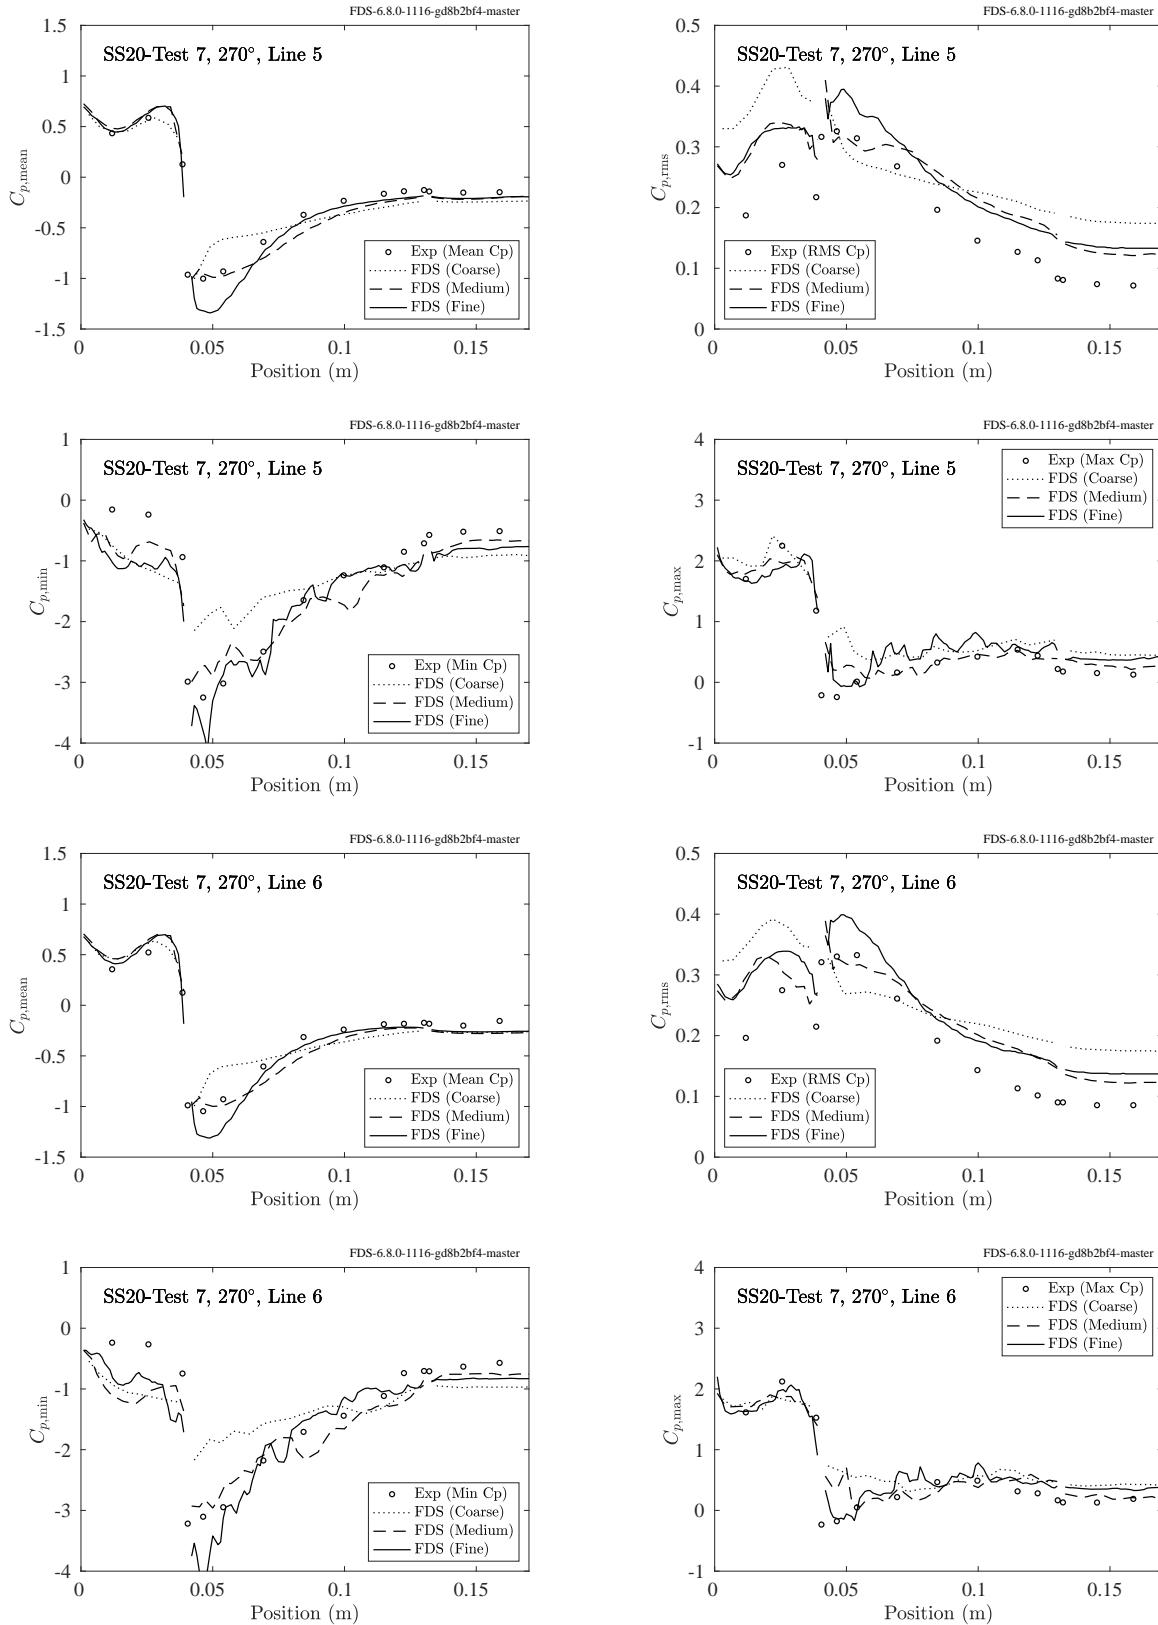 FDS-6.8.0-1116-gd8b2bf4-master
SS20-Test 7, 270°, Line 5
1.5
1
0.5
0
-0.5
-1
-1.5
C_{p,mean}
Exp (Mean Cp)
FDS (Coarse)
FDS (Medium)
FDS (Fine)
0 0.05 0.1 0.15
Position (m)
FDS-6.8.0-1116-gd8b2bf4-master
SS20-Test 7, 270°, Line 5
0.5
0.4
0.3
0.2
0.1
0
C_{p,rms}
Exp (RMS Cp)
FDS (Coarse)
FDS (Medium)
FDS (Fine)
0 0.05 0.1 0.15
Position (m)
FDS-6.8.0-1116-gd8b2bf4-master
SS20-Test 7, 270°, Line 5
1
0
-1
-2
-3
-4
C_{p,min}
Exp (Min Cp)
FDS (Coarse)
FDS (Medium)
FDS (Fine)
0 0.05 0.1 0.15
Position (m)
FDS-6.8.0-1116-gd8b2bf4-master
SS20-Test 7, 270°, Line 5
4
3
2
1
0
-1
C_{p,max}
Exp (Max Cp)
FDS (Coarse)
FDS (Medium)
FDS (Fine)
0 0.05 0.1 0.15
Position (m)
FDS-6.8.0-1116-gd8b2bf4-master
SS20-Test 7, 270°, Line 6
1.5
1
0.5
0
-0.5
-1
-1.5
C_{p,mean}
Exp (Mean Cp)
FDS (Coarse)
FDS (Medium)
FDS (Fine)
0 0.05 0.1 0.15
Position (m)
FDS-6.8.0-1116-gd8b2bf4-master
SS20-Test 7, 270°, Line 6
0.5
0.4
0.3
0.2
0.1
0
C_{p,rms}
Exp (RMS Cp)
FDS (Coarse)
FDS (Medium)
FDS (Fine)
0 0.05 0.1 0.15
Position (m)
FDS-6.8.0-1116-gd8b2bf4-master
SS20-Test 7, 270°, Line 6
1
0
-1
-2
-3
-4
C_{p,min}
Exp (Min Cp)
FDS (Coarse)
FDS (Medium)
FDS (Fine)
0 0.05 0.1 0.15
Position (m)
FDS-6.8.0-1116-gd8b2bf4-master
SS20-Test 7, 270°, Line 6
4
3
2
1
0
-1
C_{p,max}
Exp (Max Cp)
FDS (Coarse)
FDS (Medium)
FDS (Fine)
0 0.05 0.1 0.15
Position (m)